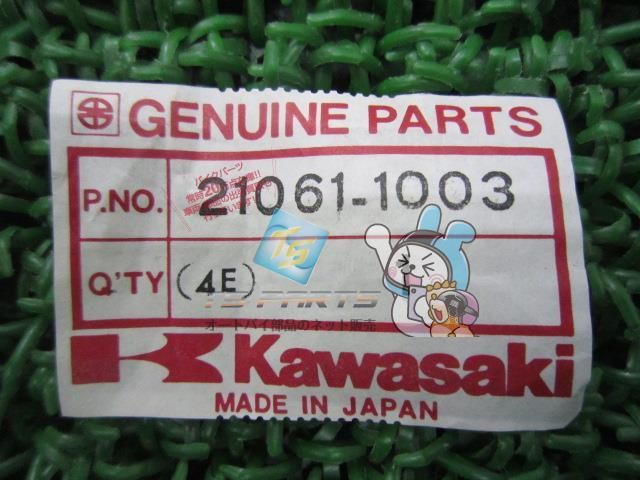 GENUINE PARTS
P.NO. 21061-1003
Q'TY (4E)
TS PARTS
オートバイ部品のネット販売
Kawasaki
MADE IN JAPAN